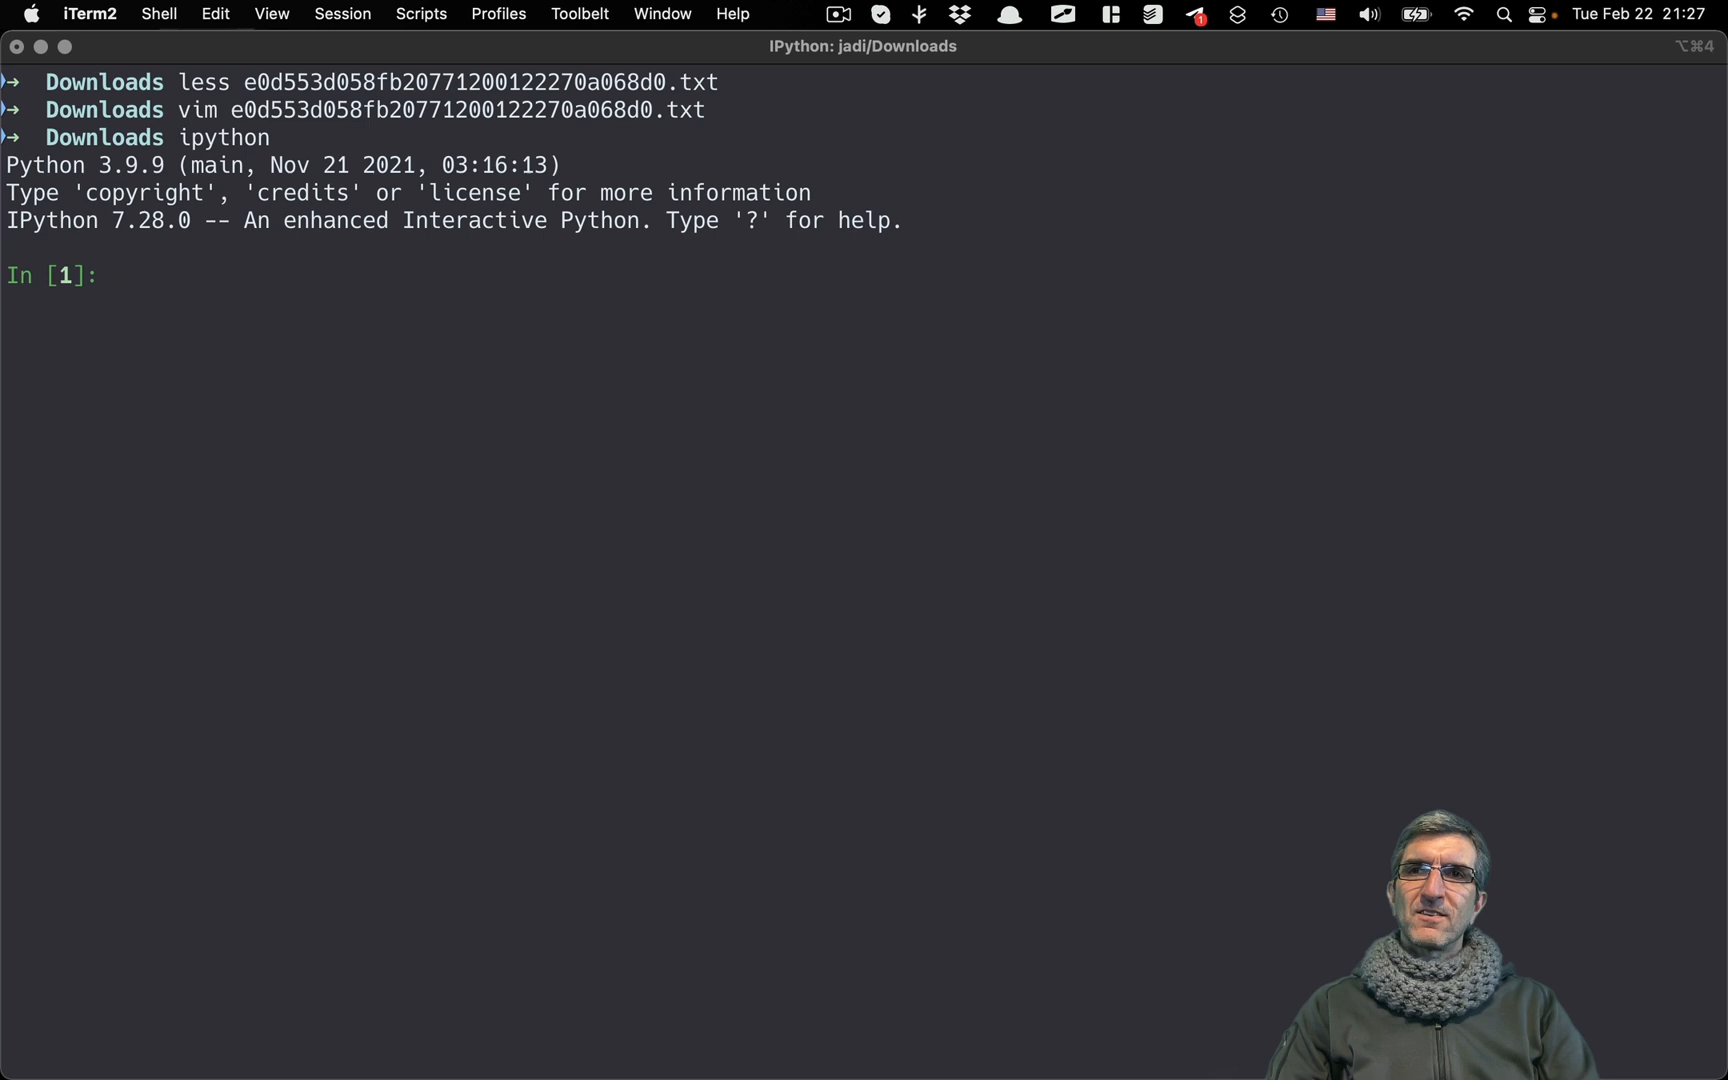 iTerm2 Shell Edit View Session Scripts Profiles Toolbelt Window Help 1 Tue Feb 22 21:27
IPython: jadi/Downloads ⌥⌘4
→ Downloads less e0d553d058fb20771200122270a068d0.txt
→ Downloads vim e0d553d058fb20771200122270a068d0.txt
→ Downloads ipython
Python 3.9.9 (main, Nov 21 2021, 03:16:13)
Type 'copyright', 'credits' or 'license' for more information
IPython 7.28.0 -- An enhanced Interactive Python. Type '?' for help.
In [1]: